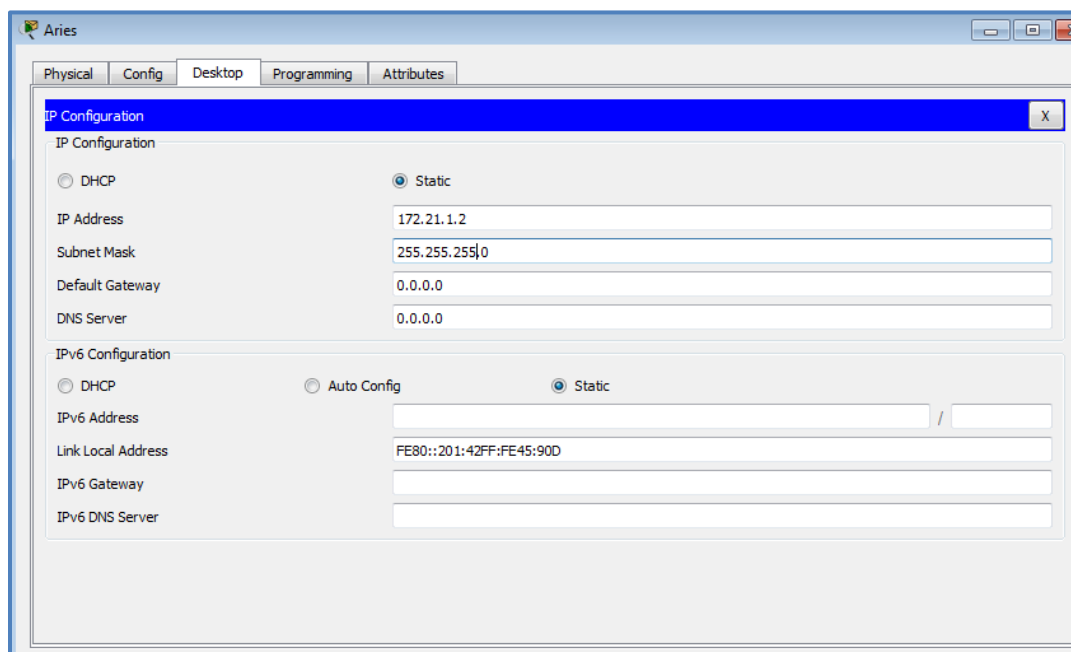 Aries
Physical Config Desktop Programming Attributes
IP Configuration X
IP Configuration
DHCP Static
IP Address 172.21.1.2
Subnet Mask 255.255.255.0
Default Gateway 0.0.0.0
DNS Server 0.0.0.0
IPv6 Configuration
DHCP Auto Config Static
IPv6 Address /
Link Local Address FE80::201:42FF:FE45:90D
IPv6 Gateway
IPv6 DNS Server